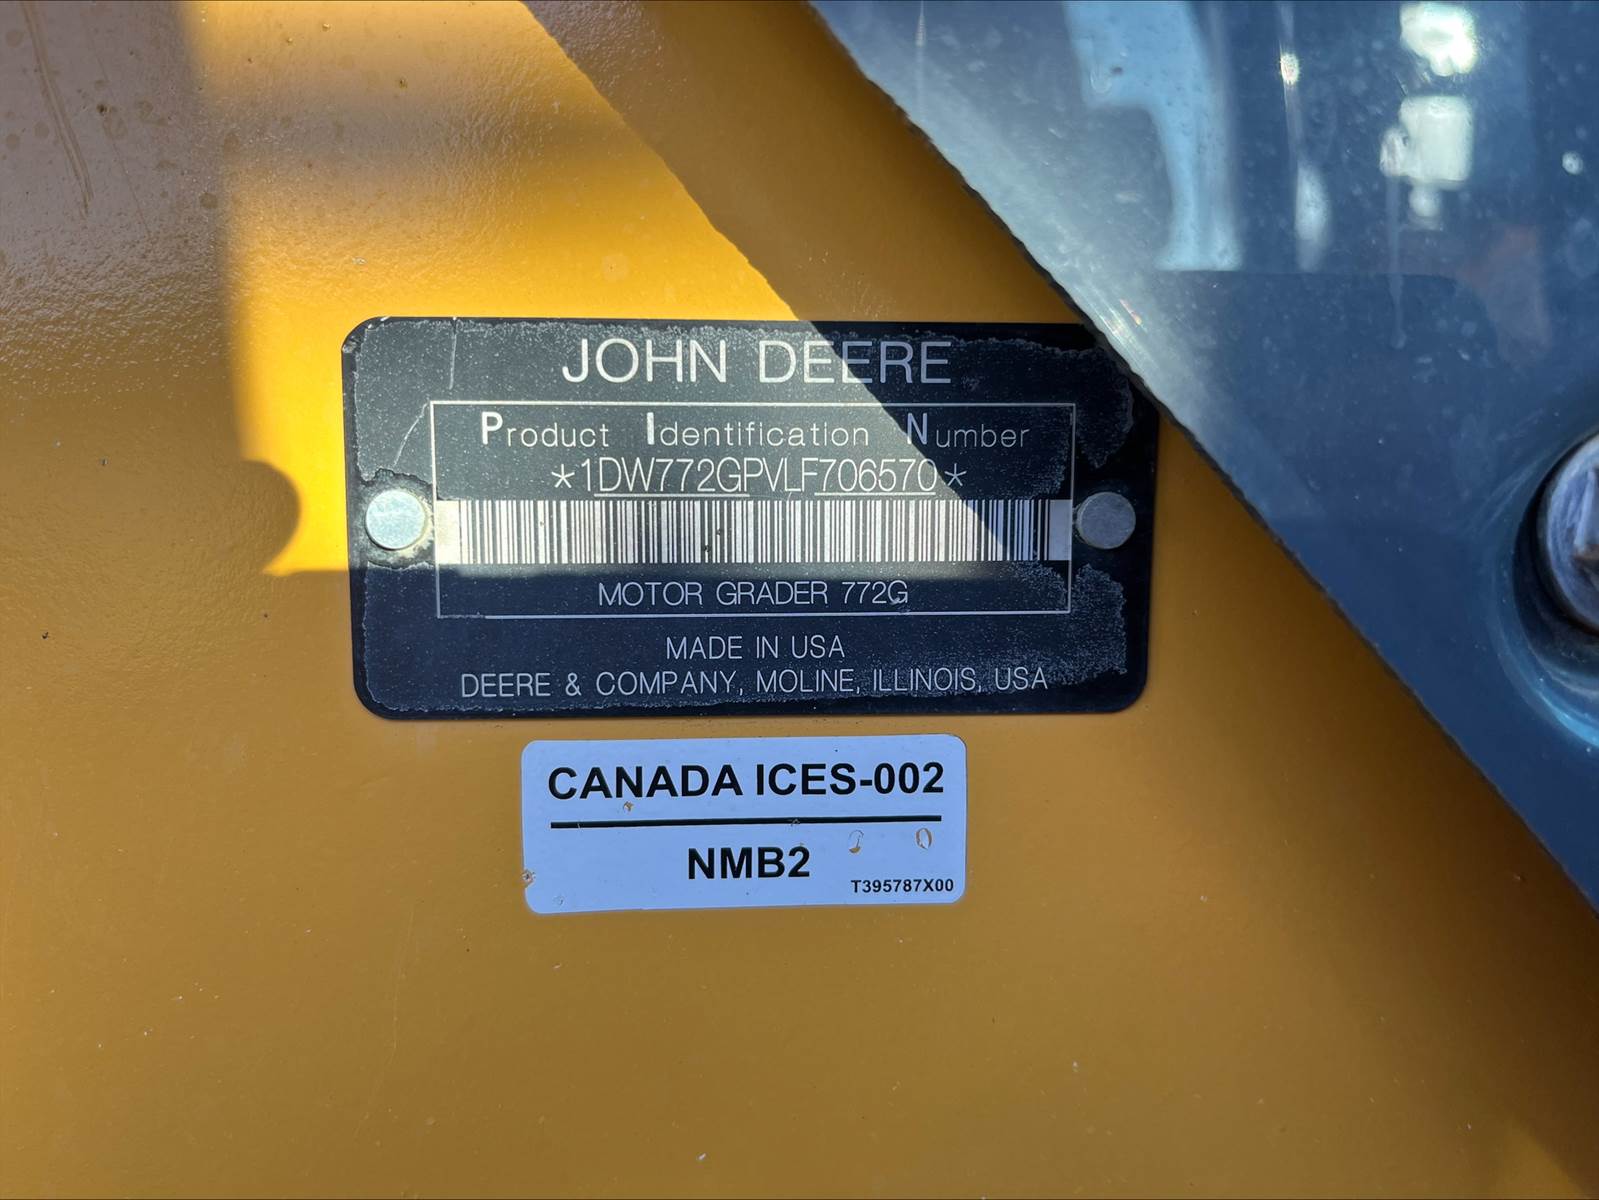 JOHN DEERE
Product Identification Number
*1DW772GPVLF706570*
MOTOR GRADER 772G
MADE IN USA
DEERE & COMPANY, MOLINE, ILLINOIS, USA
CANADA ICES-002
NMB2
T395787X00